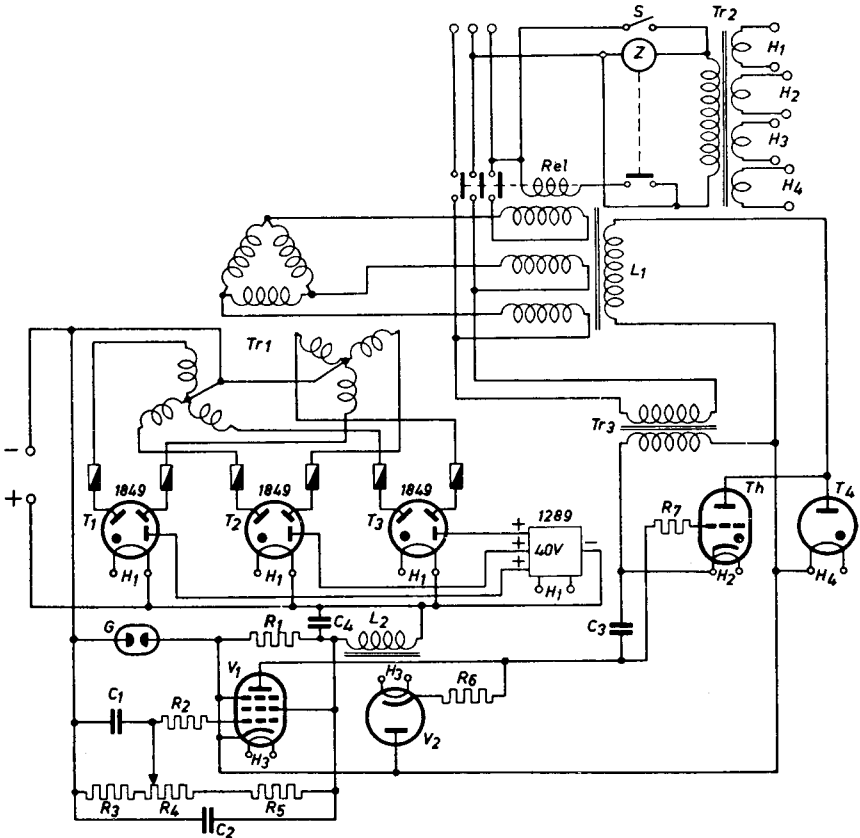 S
Tr2
Z
H1
H2
H3
H4
Rel
L1
Tr1
Tr3
−
+
1849
1849
1849
T1
T2
T3
H1
H1
H1
1289
40V
+
+
+
−
H1
R7
Th
T4
H2
H4
G
R1
C4
L2
C3
V1
H3
R6
C1
R2
H3
V2
R3
R4
R5
C2